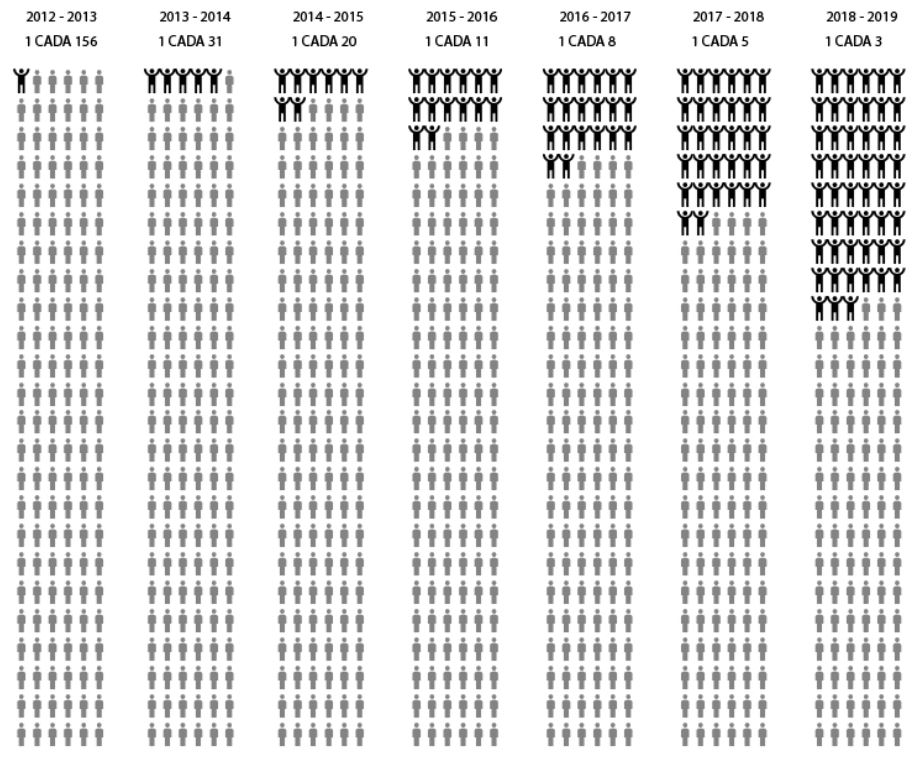 2012 - 2013
1 CADA 156
2013 - 2014
1 CADA 31
2014 - 2015
1 CADA 20
2015 - 2016
1 CADA 11
2016 - 2017
1 CADA 8
2017 - 2018
1 CADA 5
2018 - 2019
1 CADA 3